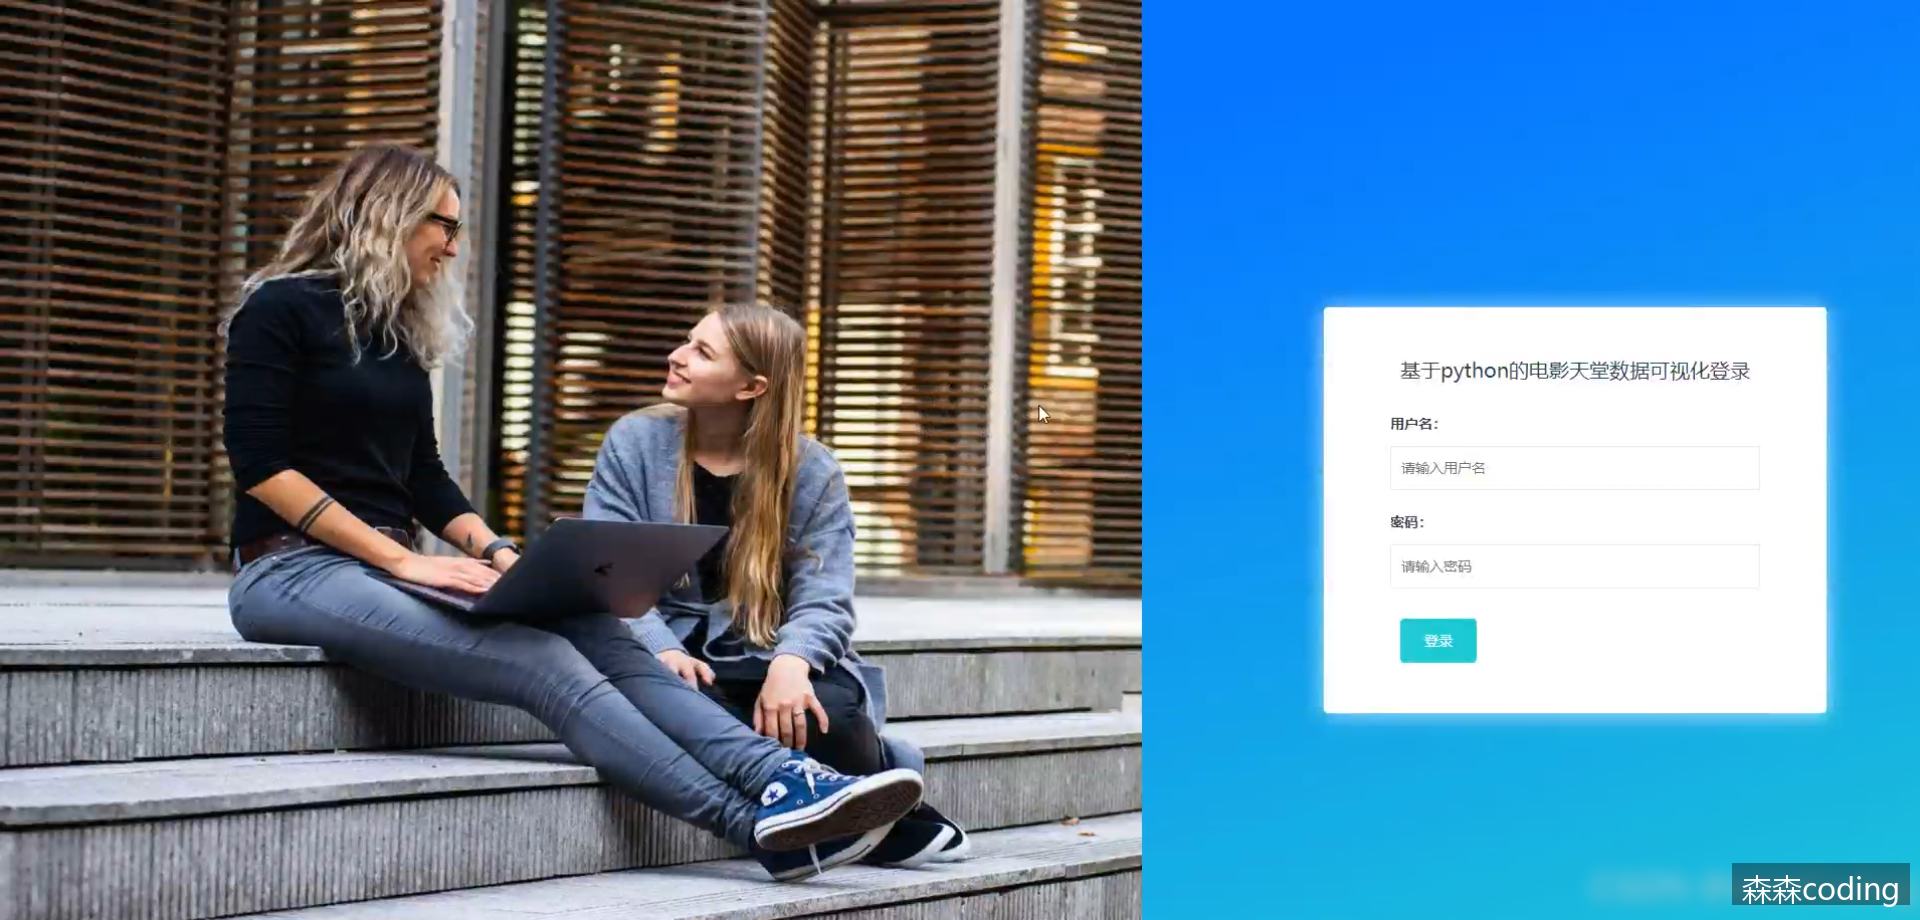 基于python的电影天堂数据可视化登录
用户名：
请输入用户名
密码：
请输入密码
登录
森森coding